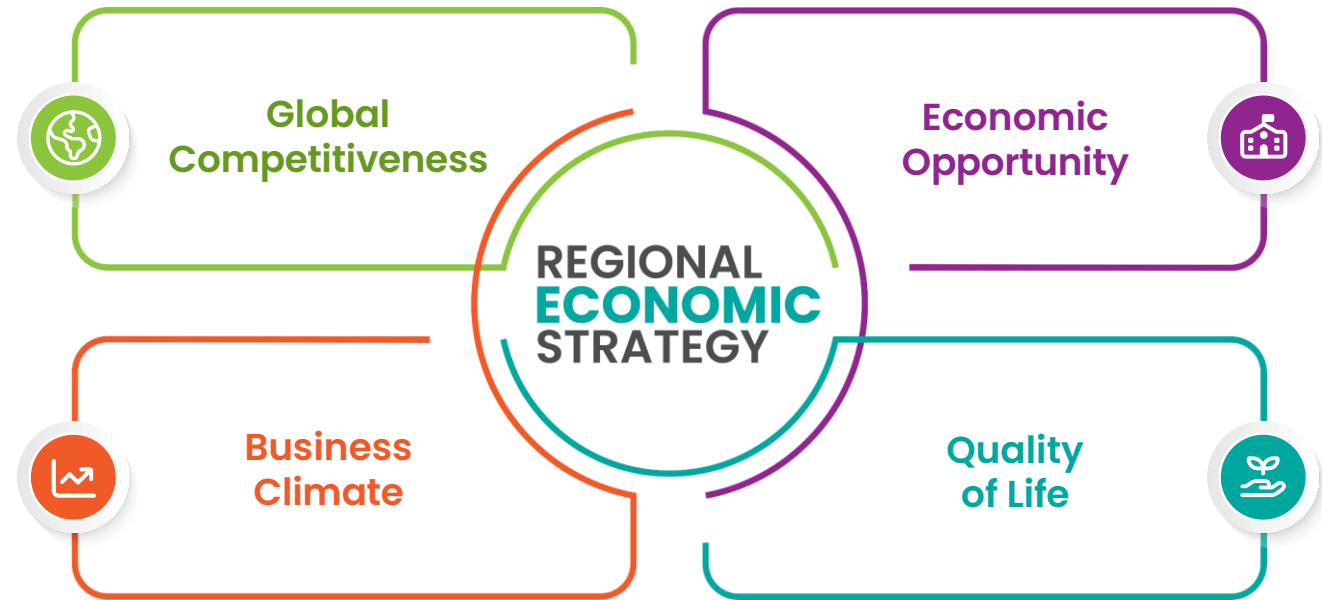 Global
Competitiveness
Economic
Opportunity
REGIONAL
ECONOMIC
STRATEGY
Business
Climate
Quality
of Life